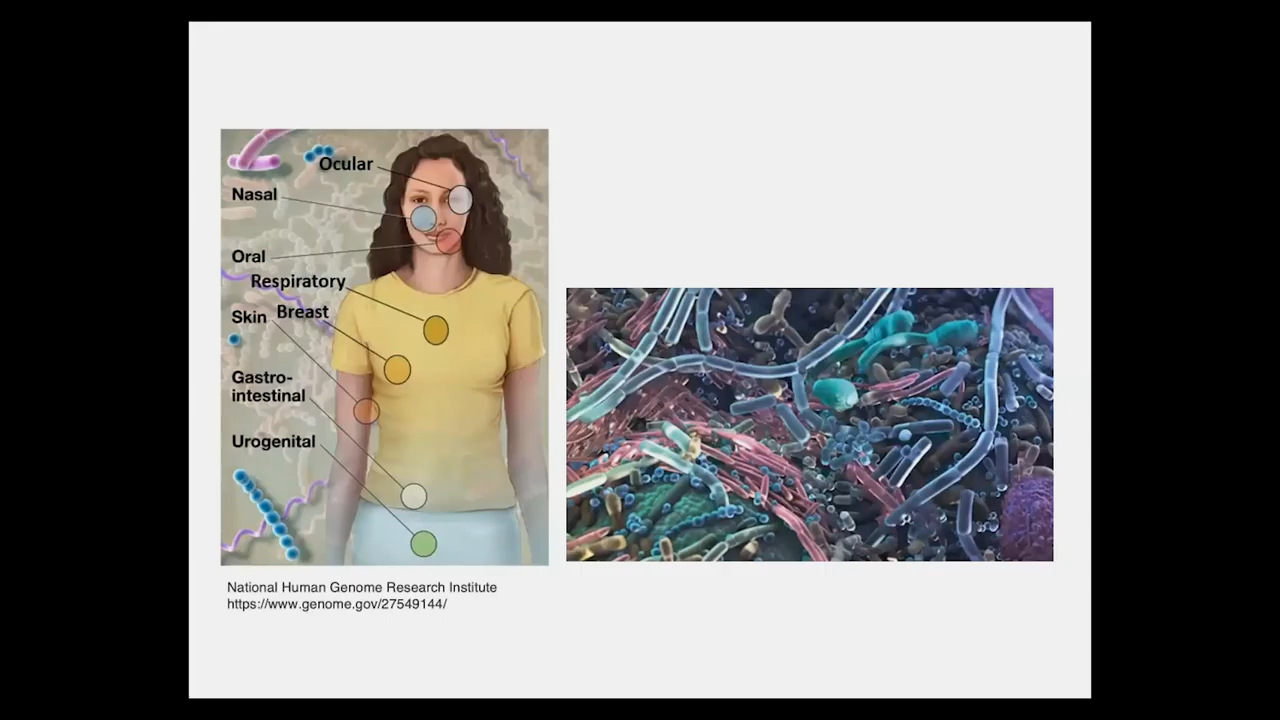 Ocular
Nasal
Oral
Respiratory
Skin
Breast
Gastro-
intestinal
Urogenital
National Human Genome Research Institute
https://www.genome.gov/27549144/